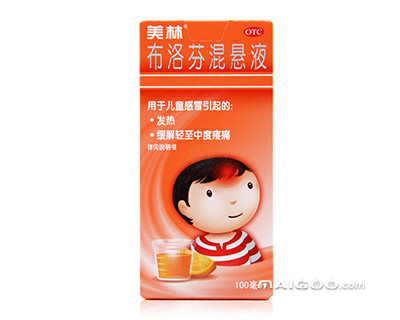 美林®
OTC
布洛芬混悬液
用于儿童感冒引起的:
·发热
·缓解轻至中度疼痛
详见说明书
100毫升
MAIGOO.com